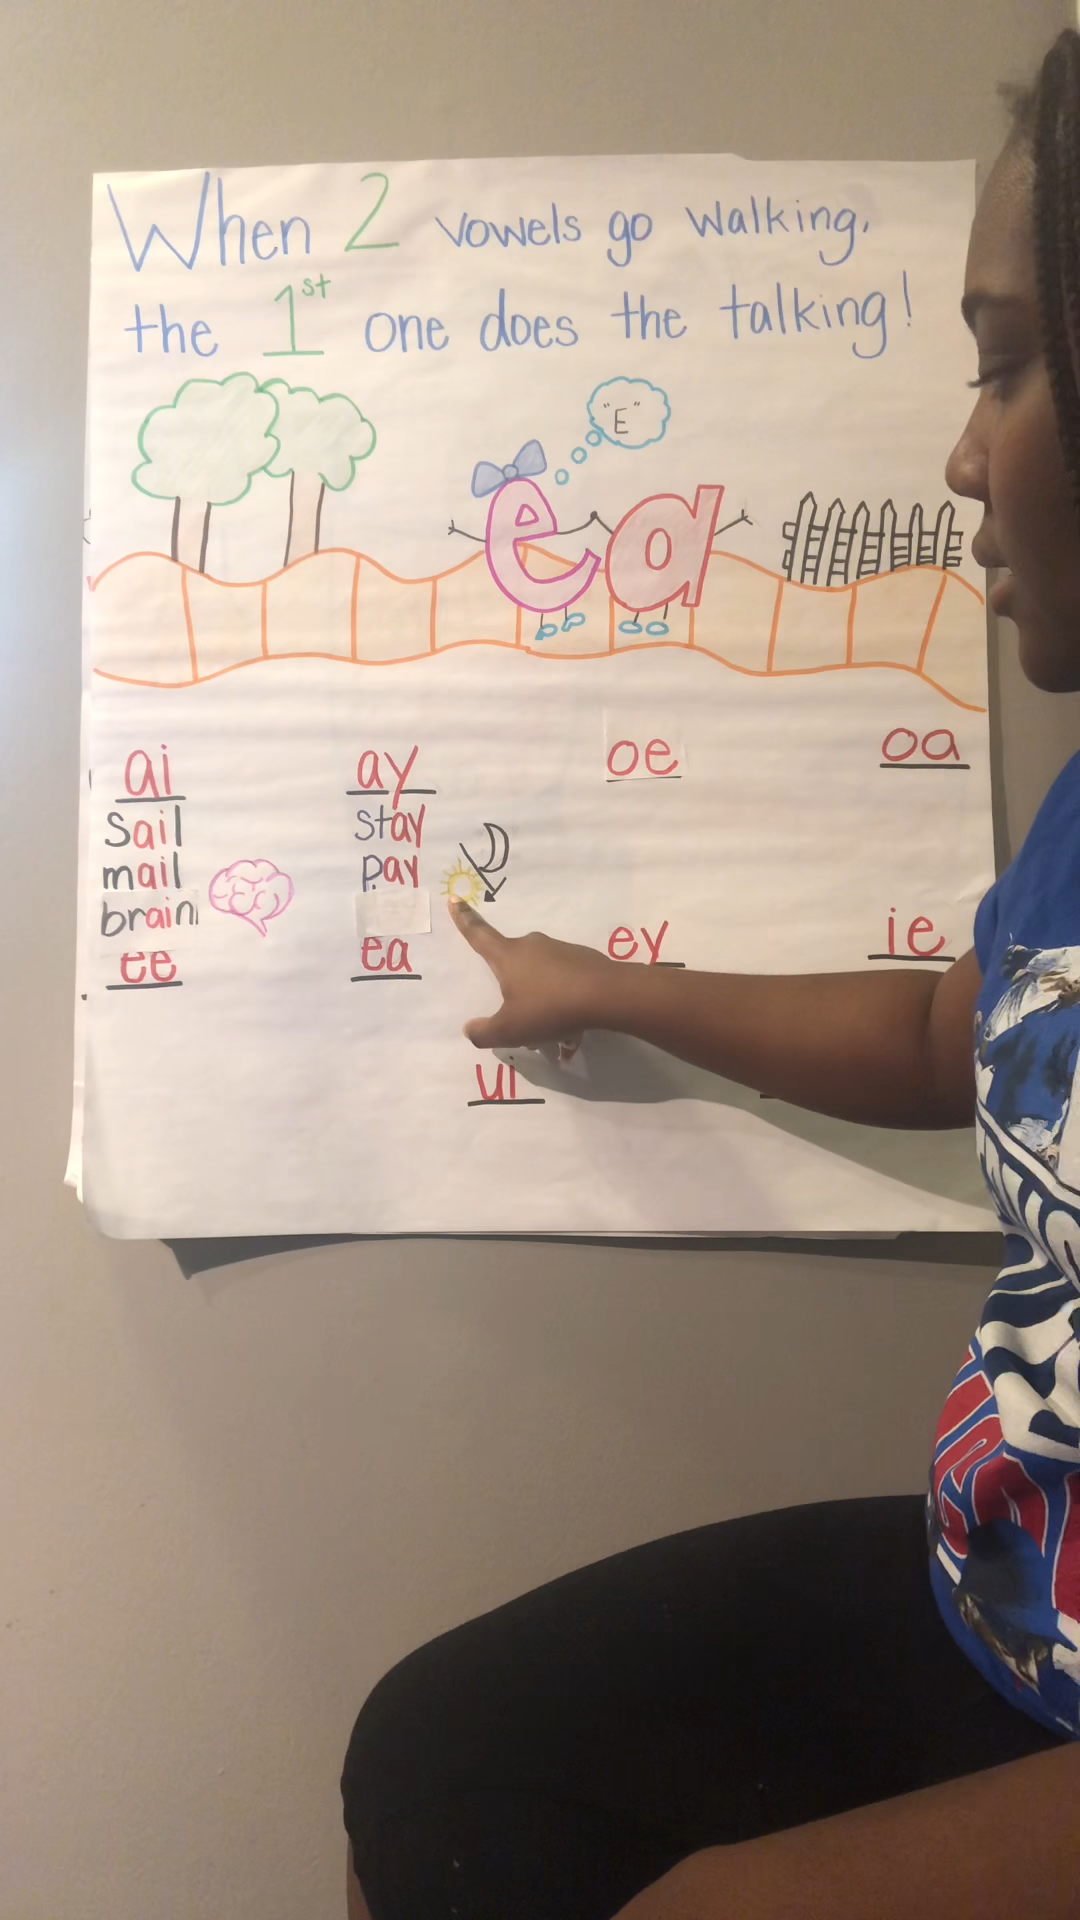 When 2 vowels go walking,
the 1st one does the talking!
"E"
ea
ai
sail
mail
brain
ay
stay
pay
oe
oa
ee
ea
ey
ie
ui